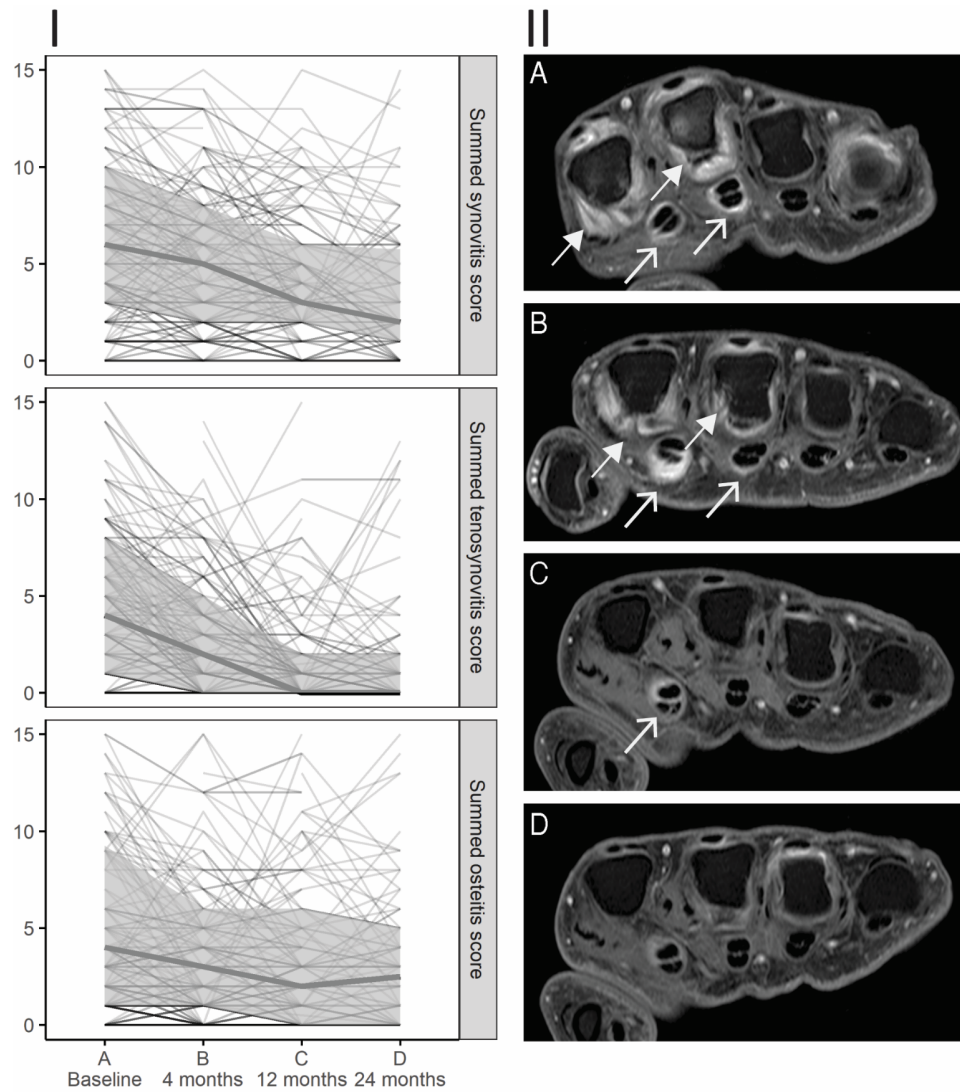 I
15
10
5
0
Summed synovitis score
15
10
5
0
Summed tenosynovitis score
15
10
5
0
Summed osteitis score
A
Baseline
B
4 months
C
12 months
D
24 months
II
A
B
C
D